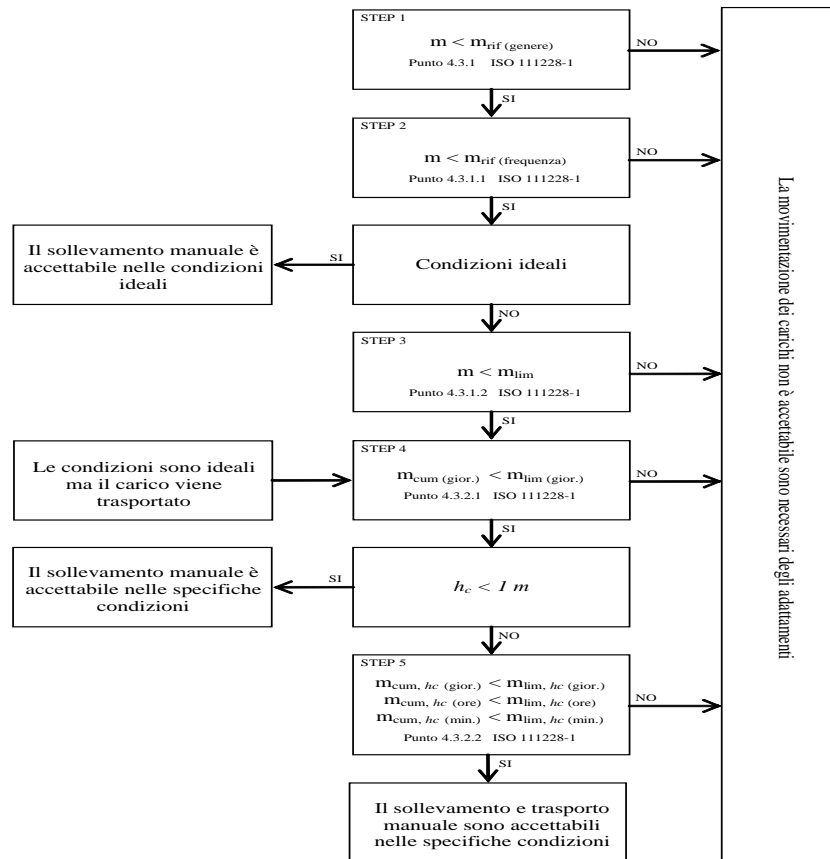 STEP 1
m < mrif (genere)
Punto 4.3.1 ISO 111228-1
NO
SI
STEP 2
m < mrif (frequenza)
Punto 4.3.1.1 ISO 111228-1
NO
SI
Il sollevamento manuale è
accettabile nelle condizioni
ideali
SI
Condizioni ideali
NO
STEP 3
m < mlim
Punto 4.3.1.2 ISO 111228-1
NO
SI
Le condizioni sono ideali
ma il carico viene
trasportato
STEP 4
mcum (gior.) < mlim (gior.)
Punto 4.3.2.1 ISO 111228-1
NO
SI
Il sollevamento manuale è
accettabile nelle specifiche
condizioni
SI
hc < 1 m
NO
STEP 5
mcum, hc (gior.) < mlim, hc (gior.)
mcum, hc (ore) < mlim, hc (ore)
mcum, hc (min.) < mlim, hc (min.)
Punto 4.3.2.2 ISO 111228-1
NO
SI
Il sollevamento e trasporto
manuale sono accettabili
nelle specifiche condizioni
La movimentazione dei carichi non è accettabile sono necessari degli adattamenti